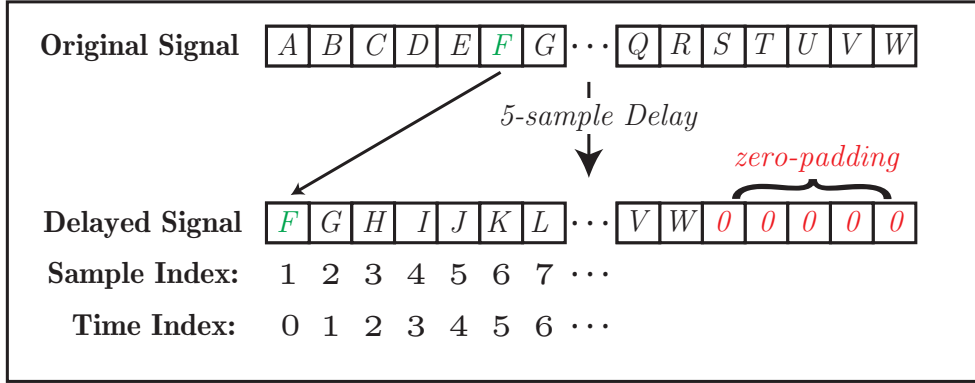 Original Signal A B C D E F G ··· Q R S T U V W
5-sample Delay
zero-padding
Delayed Signal F G H I J K L ··· V W 0 0 0 0 0
Sample Index: 1 2 3 4 5 6 7 ···
Time Index: 0 1 2 3 4 5 6 ···